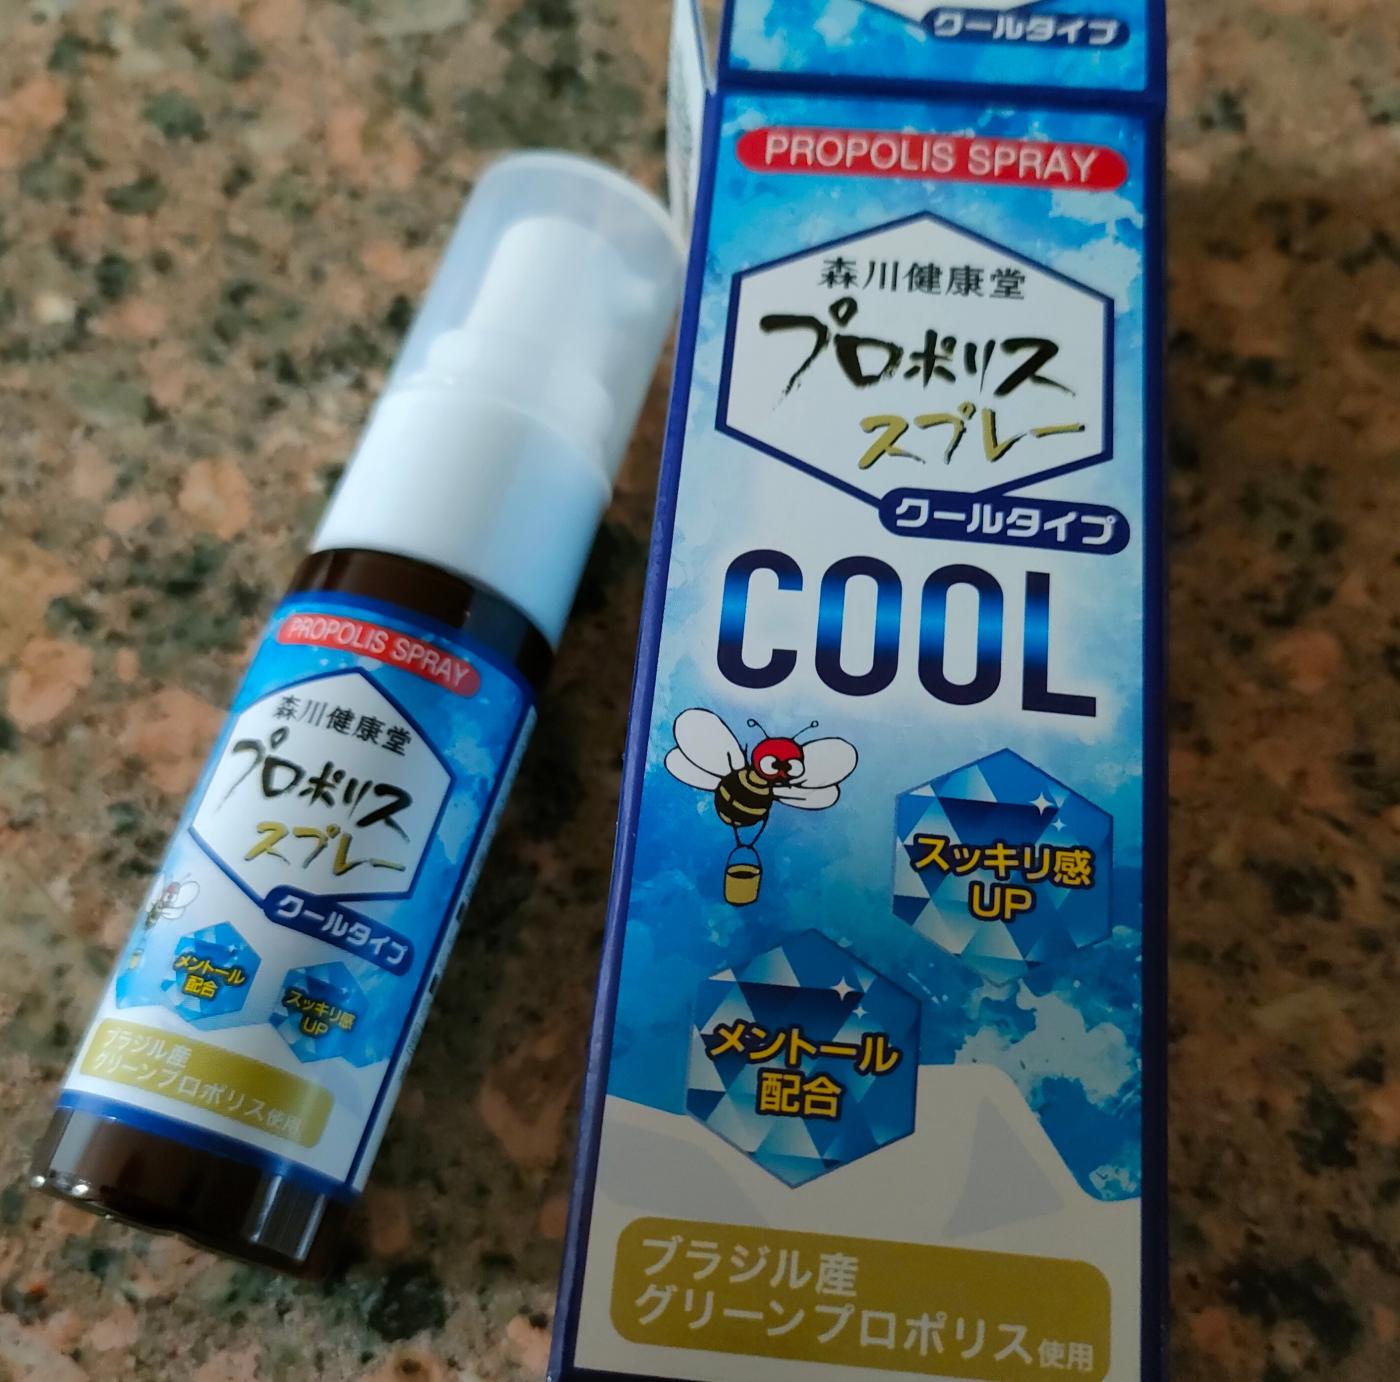 クールタイプ
PROPOLIS SPRAY
森川健康堂
プロポリス
スプレー
クールタイプ
COOL
スッキリ感
UP
メントール
配合
ブラジル産
グリーンプロポリス使用
PROPOLIS SPRAY
森川健康堂
プロポリス
スプレー
クールタイプ
メントール
配合
スッキリ感
UP
ブラジル産
グリーンプロポリス使用